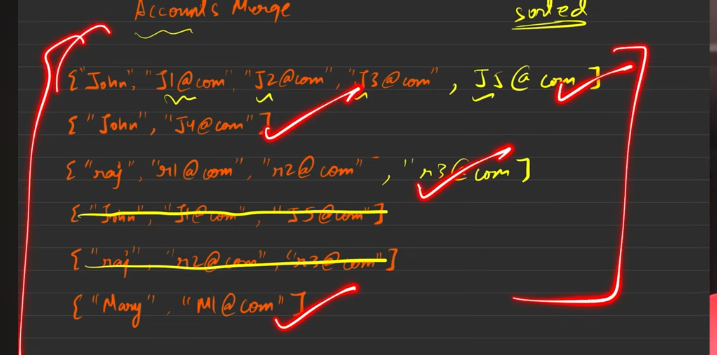 Accounts Merge
sorted
{"John", "J1@com" "J2@com", "J3@com", J5@com]
{"John", "J4@com"]
{"raj", "r1@com", "r2@com", "r3@com]
{"John", "J1@com", "J5@com"]
{"raj", "r2@com", "r3@com"]
{"Mary", "M1@com"]